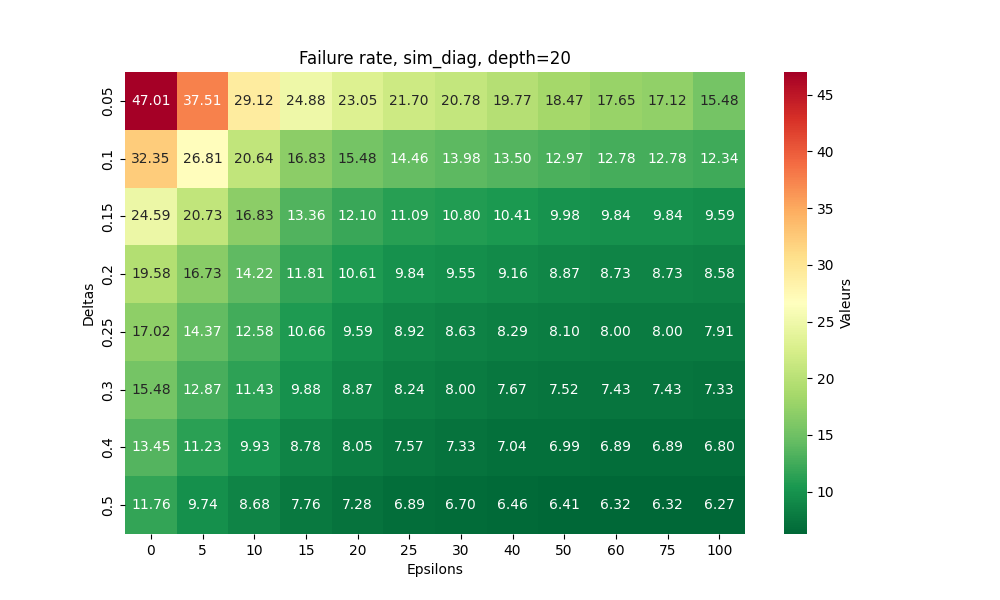 Failure rate, sim_diag, depth=20
0.05 47.01 37.51 29.12 24.88 23.05 21.70 20.78 19.77 18.47 17.65 17.12 15.48
0.1 32.35 26.81 20.64 16.83 15.48 14.46 13.98 13.50 12.97 12.78 12.78 12.34
0.15 24.59 20.73 16.83 13.36 12.10 11.09 10.80 10.41 9.98 9.84 9.84 9.59
0.2 19.58 16.73 14.22 11.81 10.61 9.84 9.55 9.16 8.87 8.73 8.73 8.58
0.25 17.02 14.37 12.58 10.66 9.59 8.92 8.63 8.29 8.10 8.00 8.00 7.91
0.3 15.48 12.87 11.43 9.88 8.87 8.24 8.00 7.67 7.52 7.43 7.43 7.33
0.4 13.45 11.23 9.93 8.78 8.05 7.57 7.33 7.04 6.99 6.89 6.89 6.80
0.5 11.76 9.74 8.68 7.76 7.28 6.89 6.70 6.46 6.41 6.32 6.32 6.27
0 5 10 15 20 25 30 40 50 60 75 100
Epsilons
Deltas
45
40
35
30
25
20
15
10
Valeurs